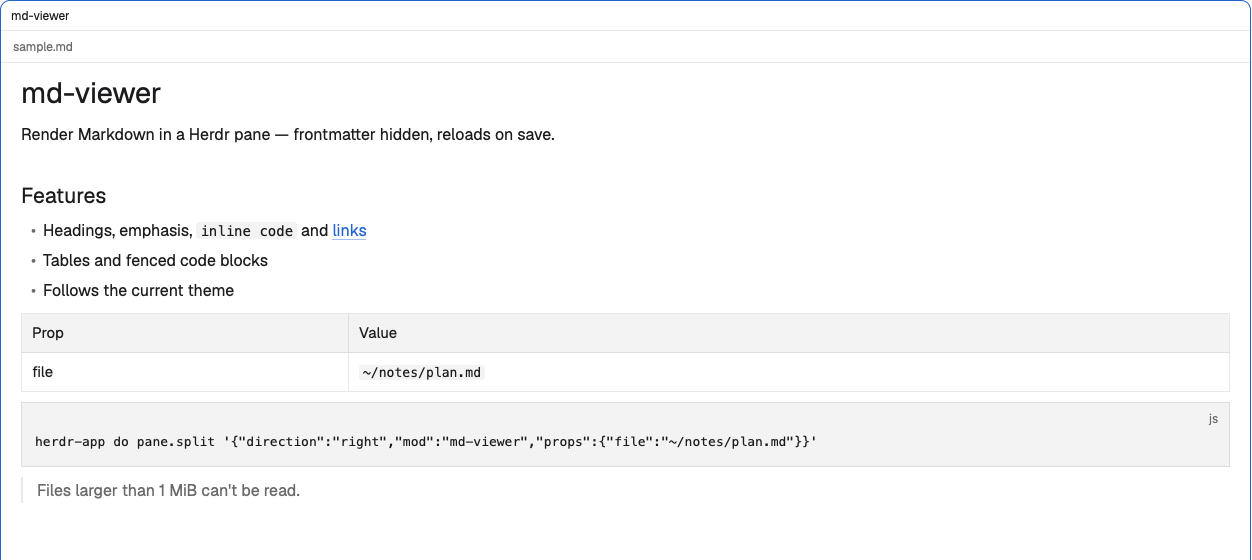 md-viewer
sample.md
md-viewer
Render Markdown in a Herdr pane — frontmatter hidden, reloads on save.
Features
• Headings, emphasis, inline code and links
• Tables and fenced code blocks
• Follows the current theme
Prop Value
file ~/notes/plan.md
js
herdr-app do pane.split '{"direction":"right","mod":"md-viewer","props":{"file":"~/notes/plan.md"}}'
Files larger than 1 MiB can't be read.